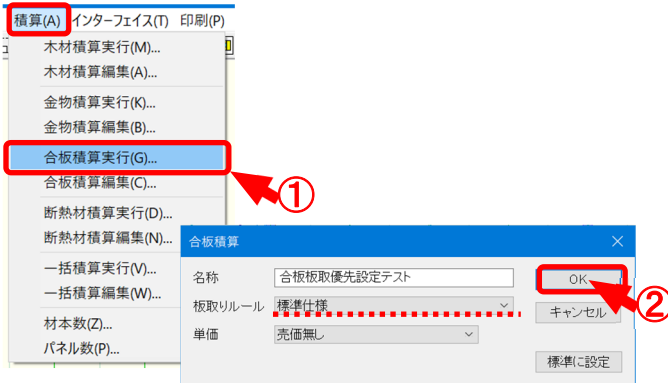 積算(A) インターフェイス(T) 印刷(P)
木材積算実行(M)...
木材積算編集(A)...
金物積算実行(K)...
金物積算編集(B)...
合板積算実行(G)...
合板積算編集(C)...
断熱材積算実行(D)...
断熱材積算編集(N)...
一括積算実行(V)...
一括積算編集(W)...
材本数(Z)...
パネル数(P)...
①
合板積算
名称 合板板取優先設定テスト
板取りルール 標準仕様
単価 売価無し
OK
キャンセル
標準に設定
②